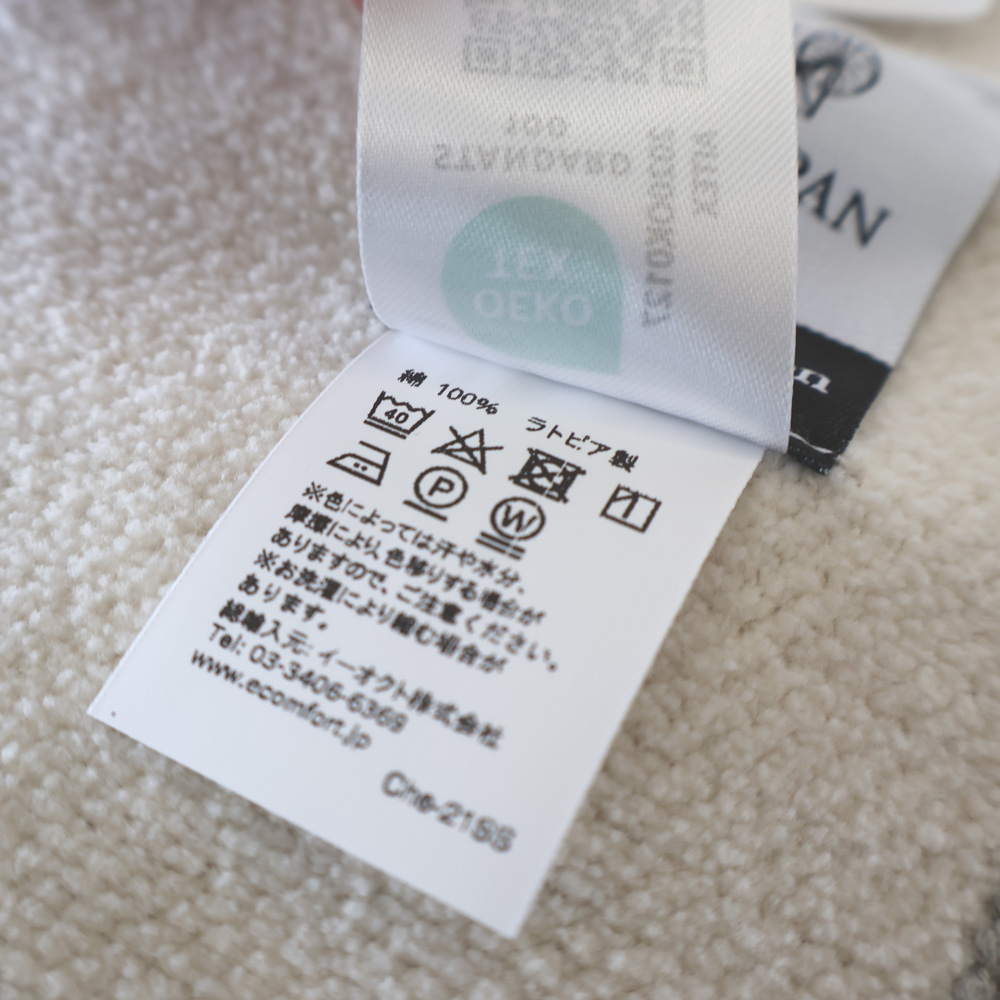 STANDARD
100
OEKO
TEX
綿 100% ラトビア製
40
P
W
※色によっては汗や水分、
摩擦により、色移りする場合が
ありますので、ご注意ください。
※お洗濯により縮む場合が
あります。
総輸入元: イーオクト株式会社
Tel: 03-3406-6369
www.ecomfort.jp
Che-21SS